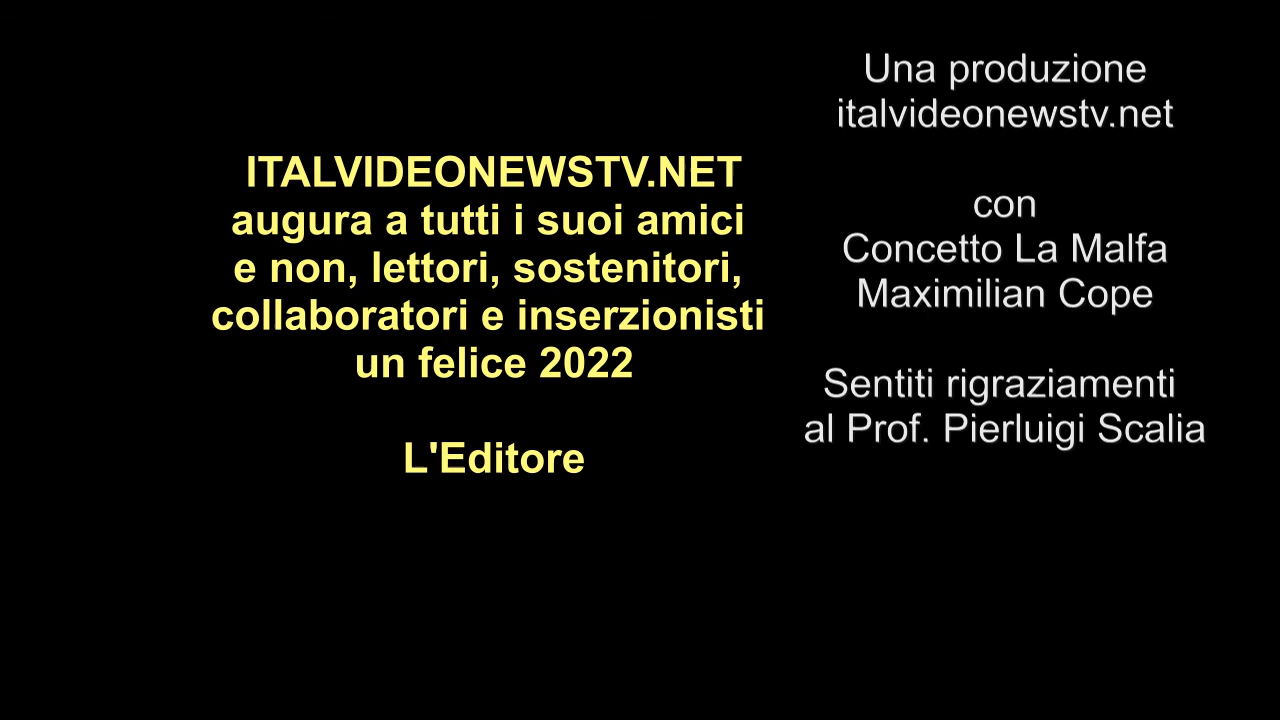 ITALVIDEONEWSTV.NET
augura a tutti i suoi amici
e non, lettori, sostenitori,
collaboratori e inserzionisti
un felice 2022
L'Editore
Una produzione
italvideonewstv.net
con
Concetto La Malfa
Maximilian Cope
Sentiti rigraziamenti
al Prof. Pierluigi Scalia